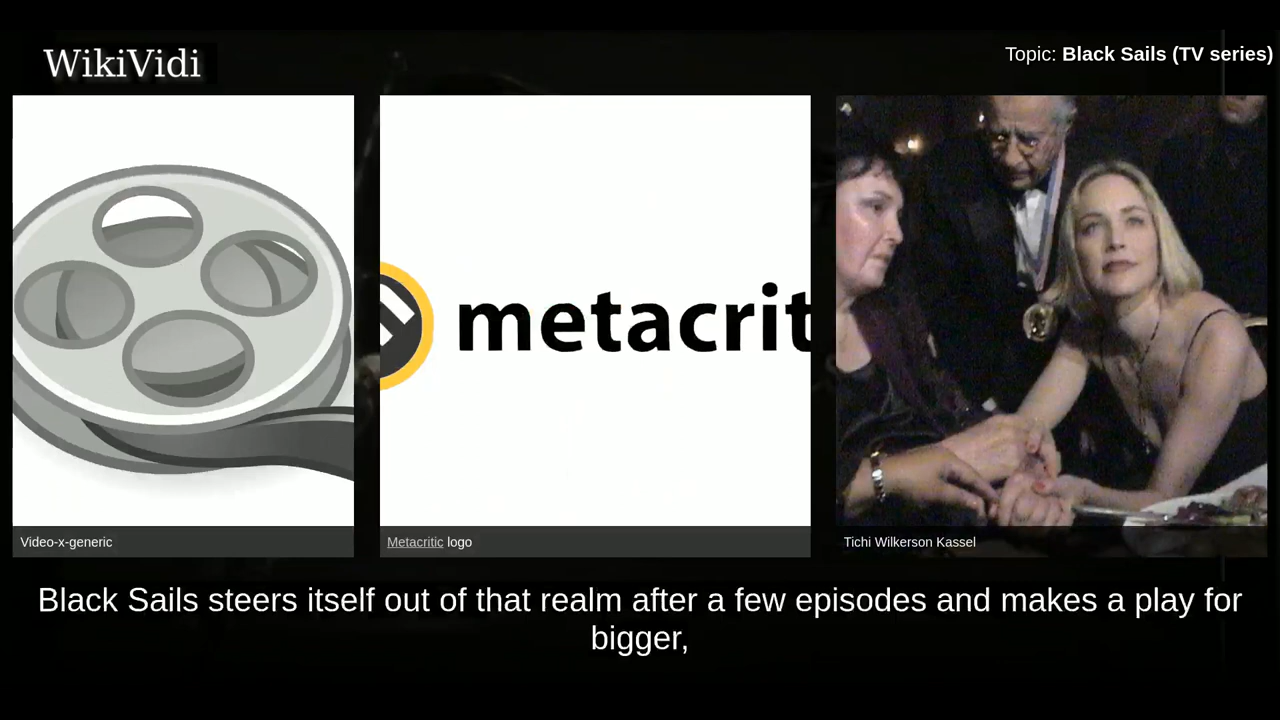 WikiVidi
Topic: Black Sails (TV series)
metacrit
Video-x-generic
Metacritic logo
Tichi Wilkerson Kassel
Black Sails steers itself out of that realm after a few episodes and makes a play for
bigger,